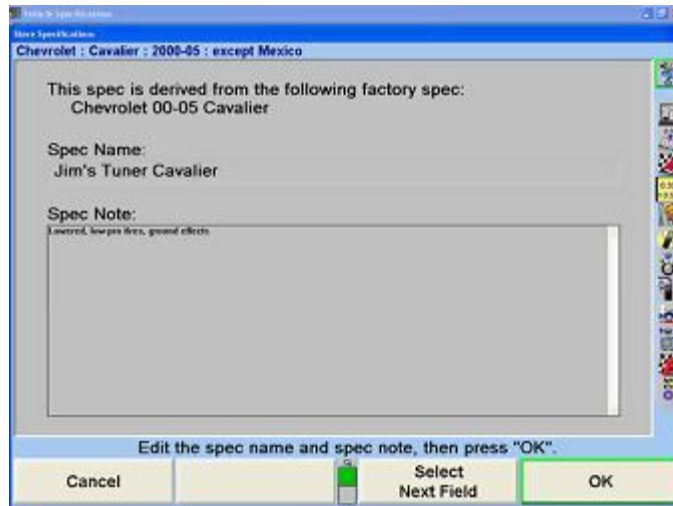 Store Specifications
Chevrolet : Cavalier : 2000-05 : except Mexico
This spec is derived from the following factory spec:
Chevrolet 00-05 Cavalier
Spec Name:
Jim's Tuner Cavalier
Spec Note:
Lowered, low pro tires, ground effects
Edit the spec name and spec note, then press "OK".
Cancel
Select
Next Field
OK